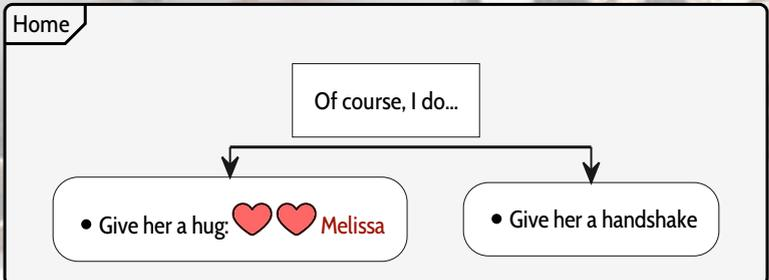 Home
Of course, I do...
• Give her a hug: Melissa
• Give her a handshake